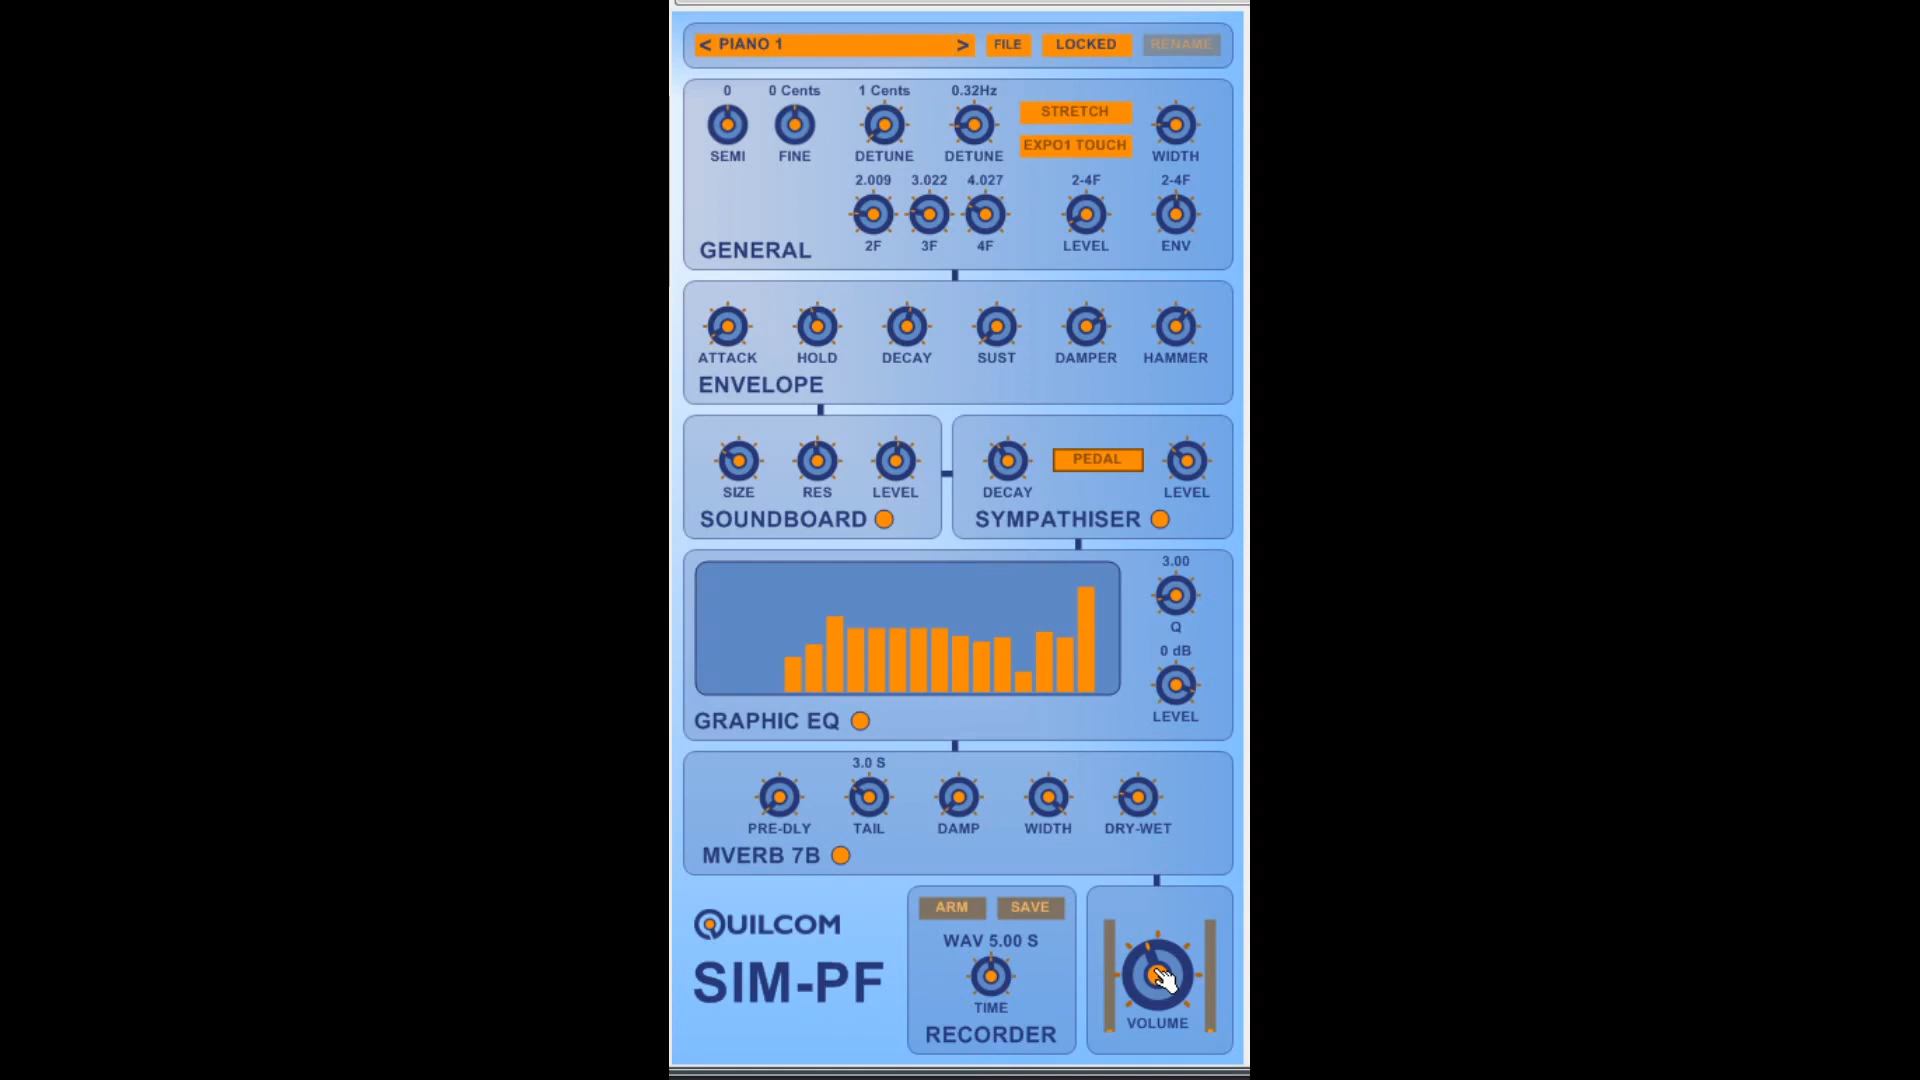 < PIANO 1 > FILE LOCKED RENAME
0 0 Cents 1 Cents 0.32Hz STRETCH
EXPO1 TOUCH
SEMI FINE DETUNE DETUNE WIDTH
2.009 3.022 4.027 2-4F 2-4F
GENERAL 2F 3F 4F LEVEL ENV
ATTACK HOLD DECAY SUST DAMPER HAMMER
ENVELOPE
PEDAL
SIZE RES LEVEL DECAY LEVEL
SOUNDBOARD SYMPATHISER
3.00
Q
0 dB
GRAPHIC EQ LEVEL
3.0 S
PRE-DLY TAIL DAMP WIDTH DRY-WET
MVERB 7B
ARM SAVE
QUILCOM WAV 5.00 S
SIM-PF TIME VOLUME
RECORDER